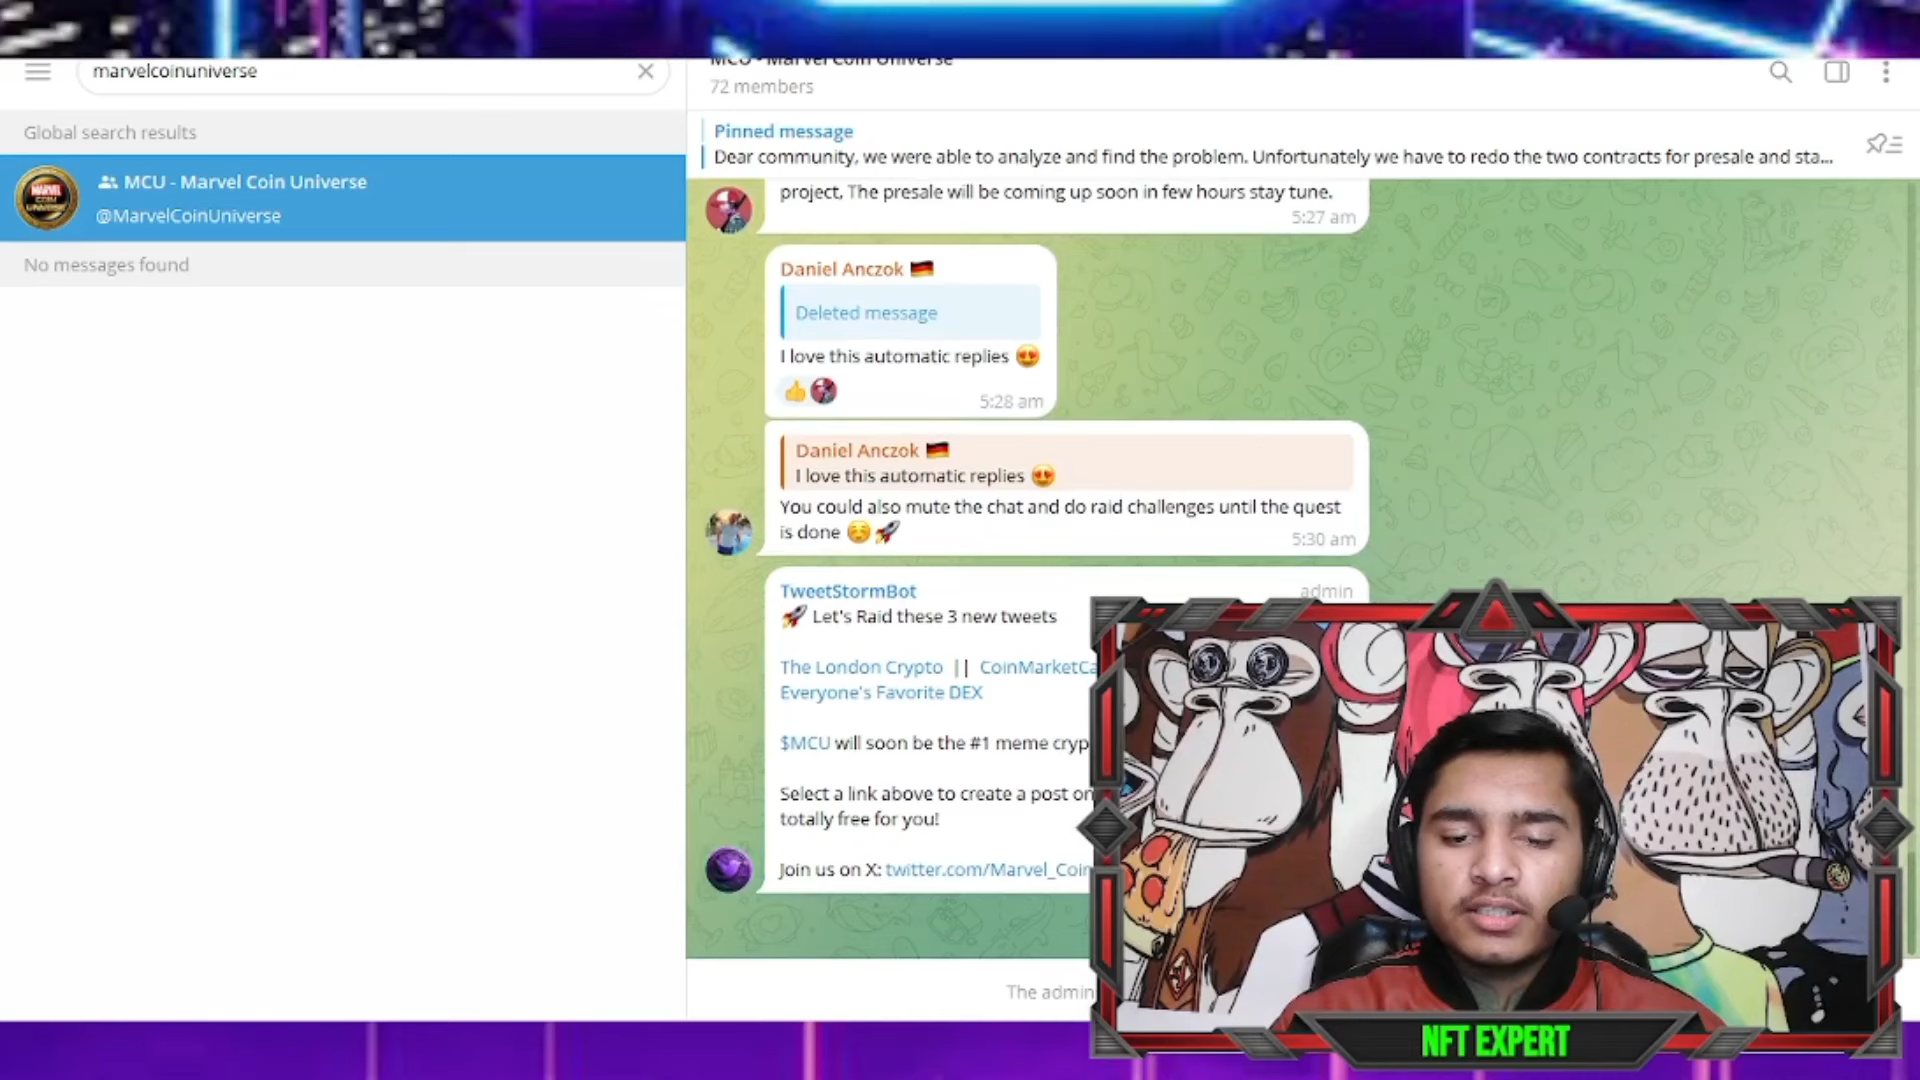 marvelcoinuniverse
MCU - Marvel Coin Universe
72 members
Global search results
Pinned message
Dear community, we were able to analyze and find the problem. Unfortunately we have to redo the two contracts for presale and sta...
MCU - Marvel Coin Universe
@MarvelCoinUniverse
No messages found
project. The presale will be coming up soon in few hours stay tune.
5:27 am
Daniel Anczok 🇩🇪
Deleted message
I love this automatic replies 😍
👍
5:28 am
Daniel Anczok 🇩🇪
I love this automatic replies 😍
You could also mute the chat and do raid challenges until the quest
is done ☺️🚀
5:30 am
TweetStormBot admin
🚀 Let's Raid these 3 new tweets
The London Crypto || CoinMarketCa
Everyone's Favorite DEX
$MCU will soon be the #1 meme cryp
Select a link above to create a post on
totally free for you!
Join us on X: twitter.com/Marvel_Coin
The admin
NFT EXPERT